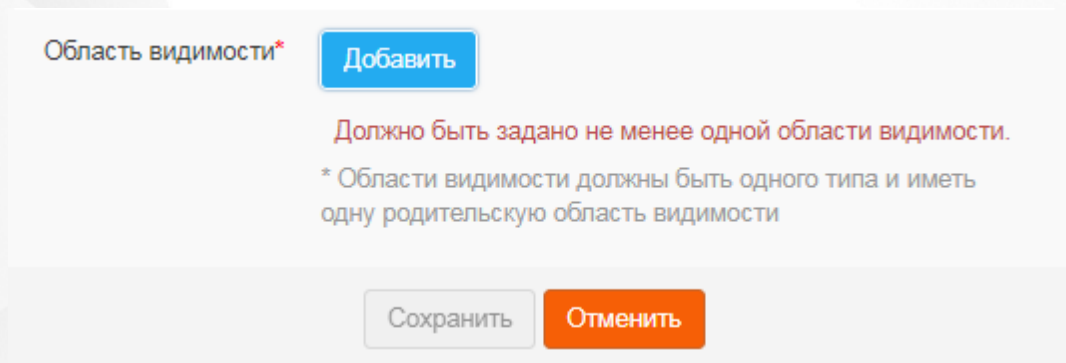 Область видимости* Добавить
Должно быть задано не менее одной области видимости.
* Области видимости должны быть одного типа и иметь
одну родительскую область видимости
Сохранить Отменить